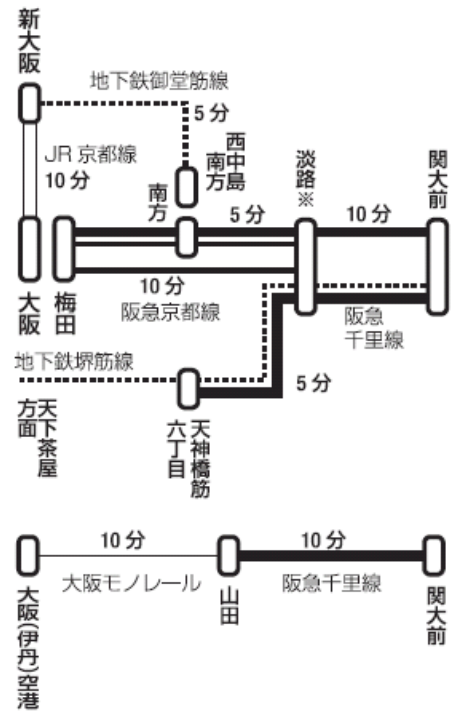 新大阪
地下鉄御堂筋線
5分
JR京都線
10分
西中島
南方
南方
淡路※
関大前
5分
10分
大阪
梅田
10分
阪急京都線
阪急
千里線
地下鉄堺筋線
5分
天下茶屋
方面
天神橋筋
六丁目
10分
10分
大阪モノレール
阪急千里線
大阪(伊丹)空港
山田
関大前